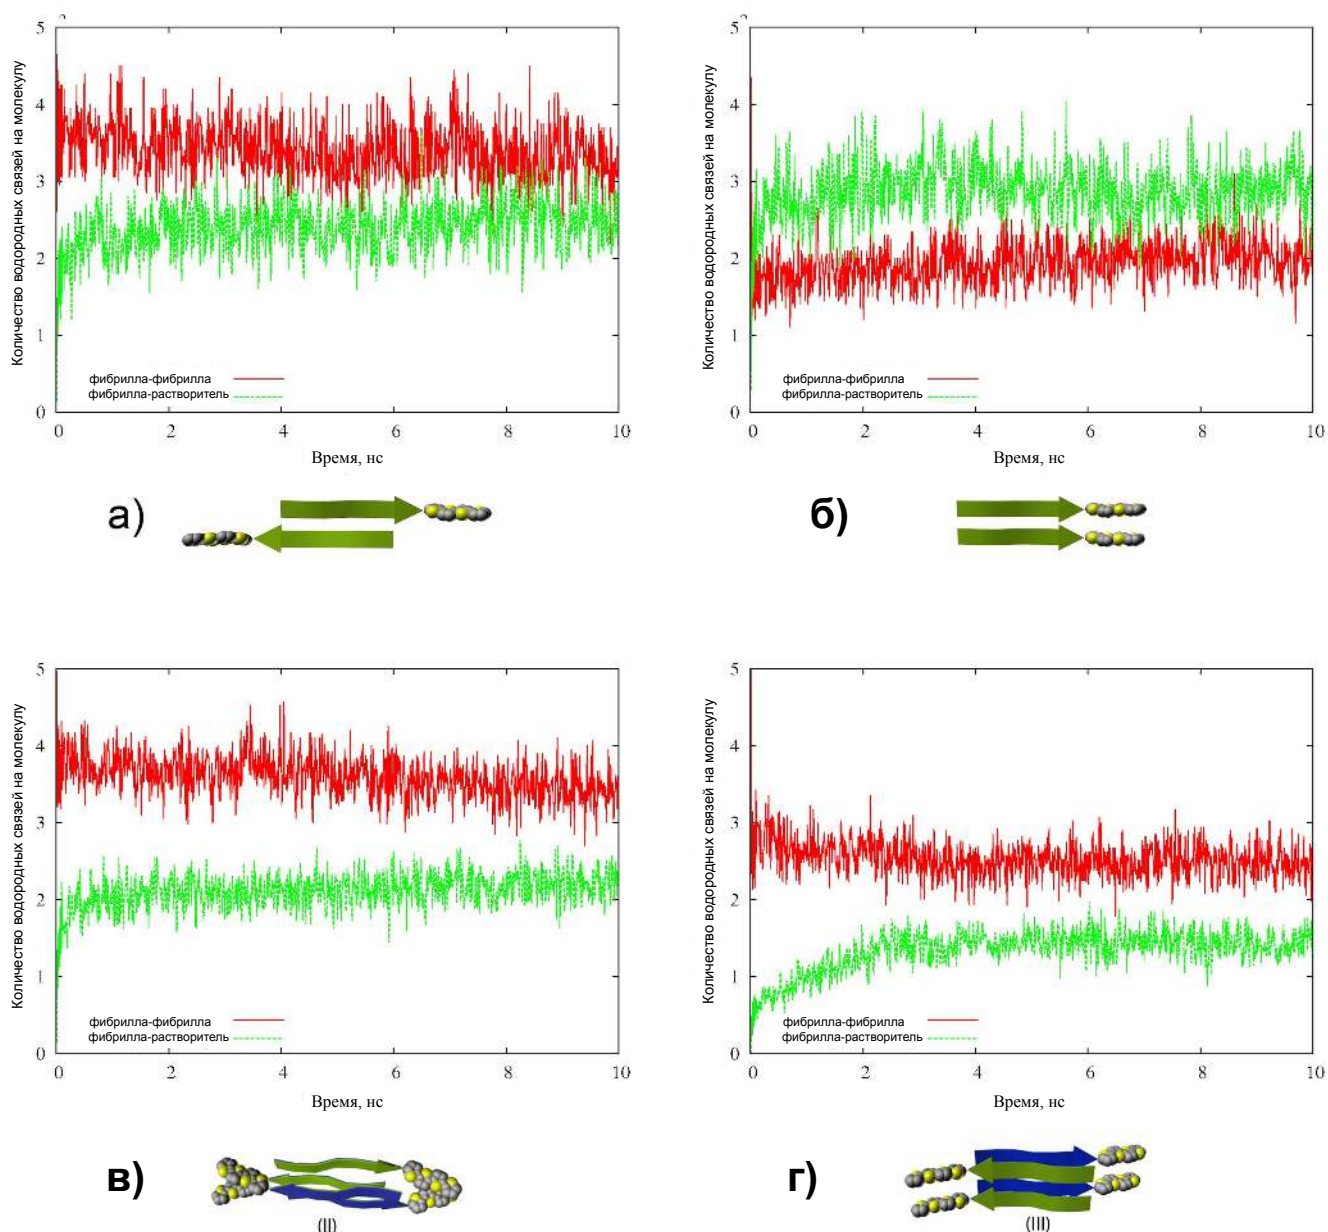 Количество водородных связей на молекулу
5
4
3
2
1
0
фибрилла-фибрилла
фибрилла-растворитель
0 2 4 6 8 10
Время, нс
а)
Количество водородных связей на молекулу
5
4
3
2
1
0
фибрилла-фибрилла
фибрилла-растворитель
0 2 4 6 8 10
Время, нс
б)
Количество водородных связей на молекулу
5
4
3
2
1
0
фибрилла-фибрилла
фибрилла-растворитель
0 2 4 6 8 10
Время, нс
в)
(II)
Количество водородных связей на молекулу
5
4
3
2
1
0
фибрилла-фибрилла
фибрилла-растворитель
0 2 4 6 8 10
Время, нс
г)
(III)